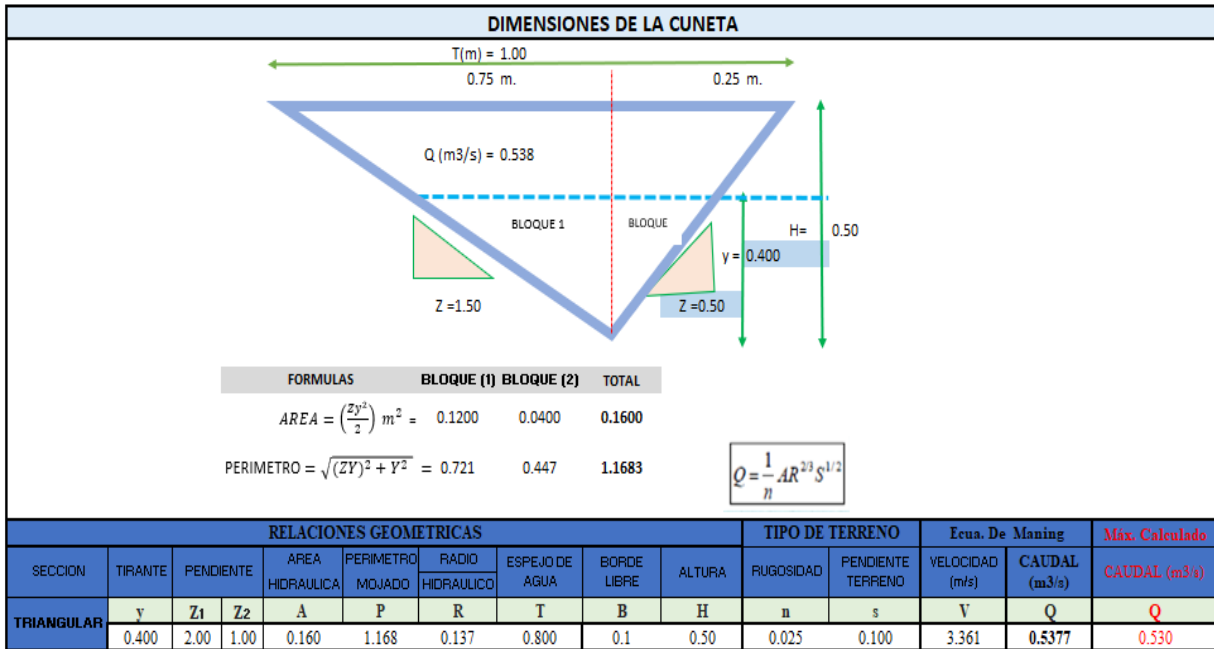 DIMENSIONES DE LA CUNETA
T(m) = 1.00
0.75 m. 0.25 m.
Q (m3/s) = 0.538
BLOQUE 1 BLOQUE
H= 0.50
y = 0.400
Z =1.50 Z =0.50
FORMULAS BLOQUE (1) BLOQUE (2) TOTAL
AREA = (Zy²/2) m² = 0.1200 0.0400 0.1600
PERIMETRO = √((ZY)² + Y²) = 0.721 0.447 1.1683
Q = 1/n AR^2/3 S^1/2
RELACIONES GEOMETRICAS TIPO DE TERRENO Ecua. De Maning Máx. Calculado
SECCION TIRANTE PENDIENTE AREA HIDRAULICA PERIMETRO MOJADO RADIO HIDRAULICO ESPEJO DE AGUA BORDE LIBRE ALTURA RUGOSIDAD PENDIENTE TERRENO VELOCIDAD (m/s) CAUDAL (m3/s) CAUDAL (m3/s)
TRIANGULAR y Z1 Z2 A P R T B H n s V Q Q
0.400 2.00 1.00 0.160 1.168 0.137 0.800 0.1 0.50 0.025 0.100 3.361 0.5377 0.530